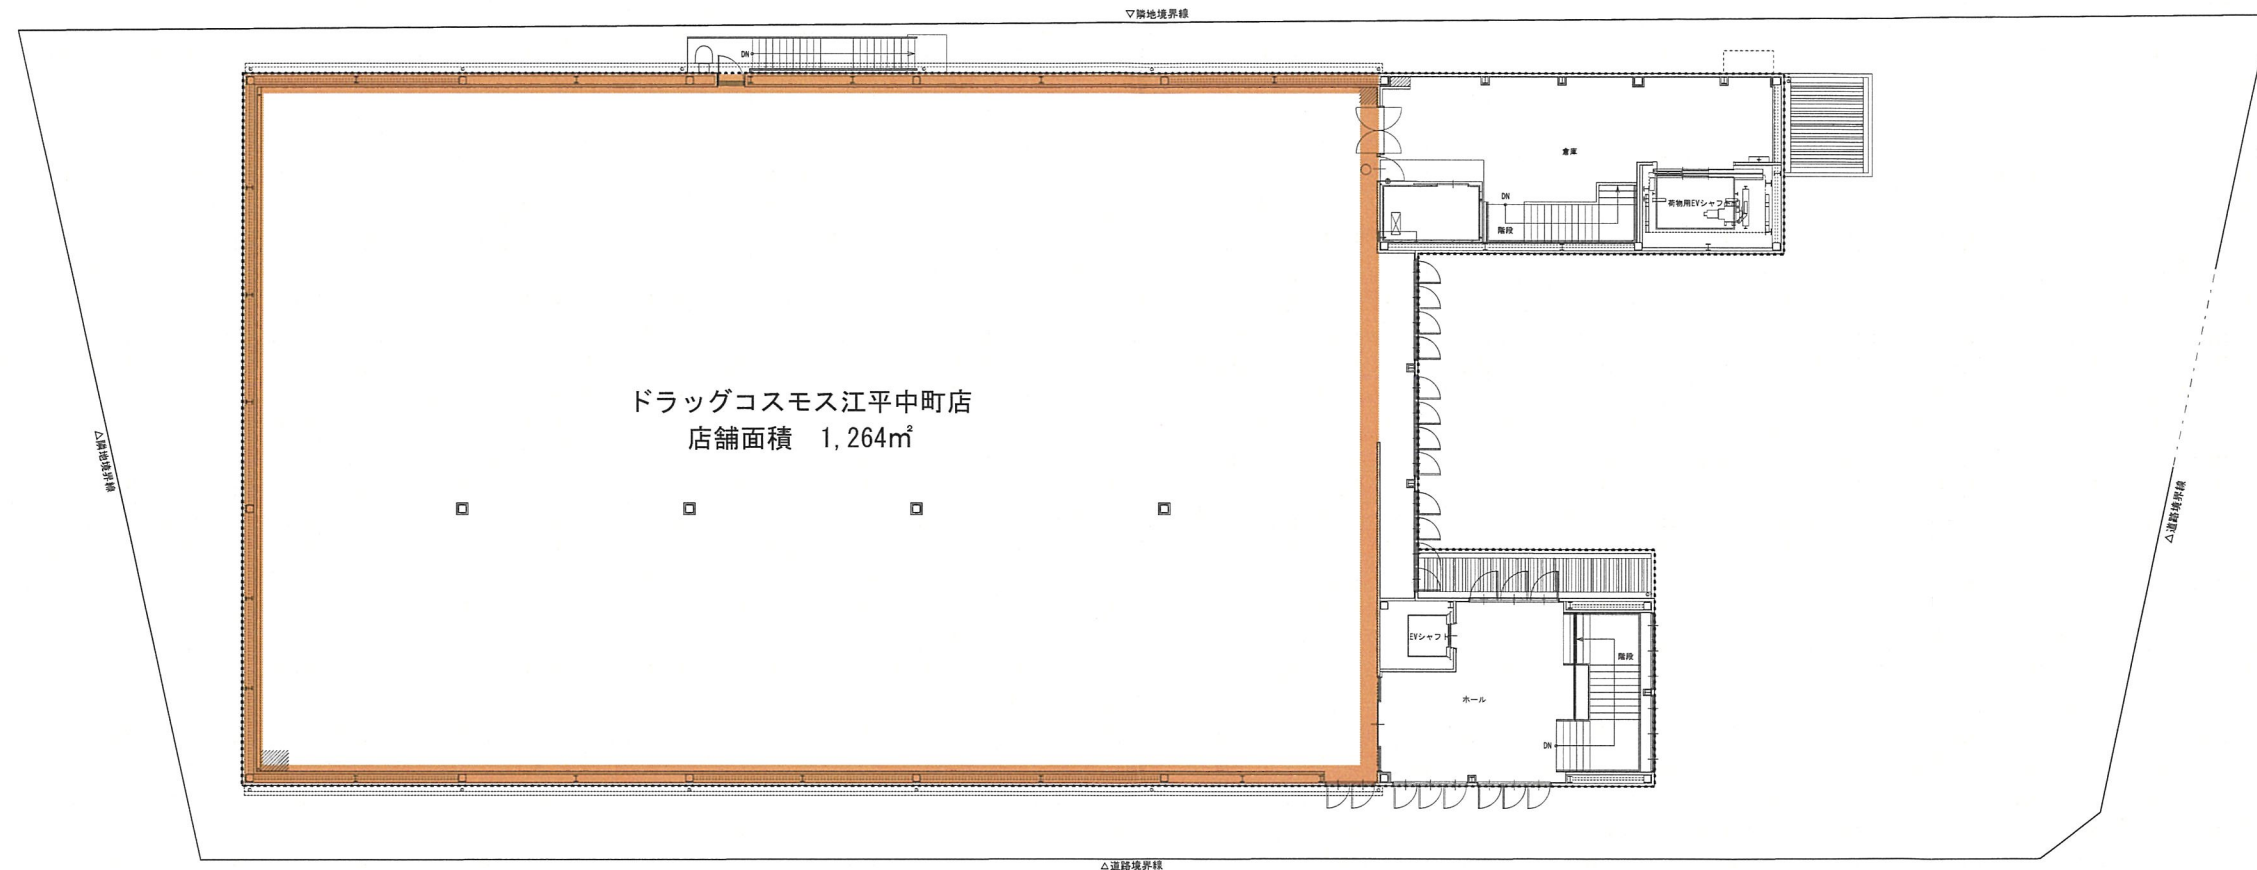 ▽隣地境界線
DN
倉庫
荷物用EVシャフト
DN
階段
ドラッグコスモス江平中町店
店舗面積 1,264㎡
△隣地境界線
△道路境界線
EVシャフト
階段
ホール
DN
△道路境界線